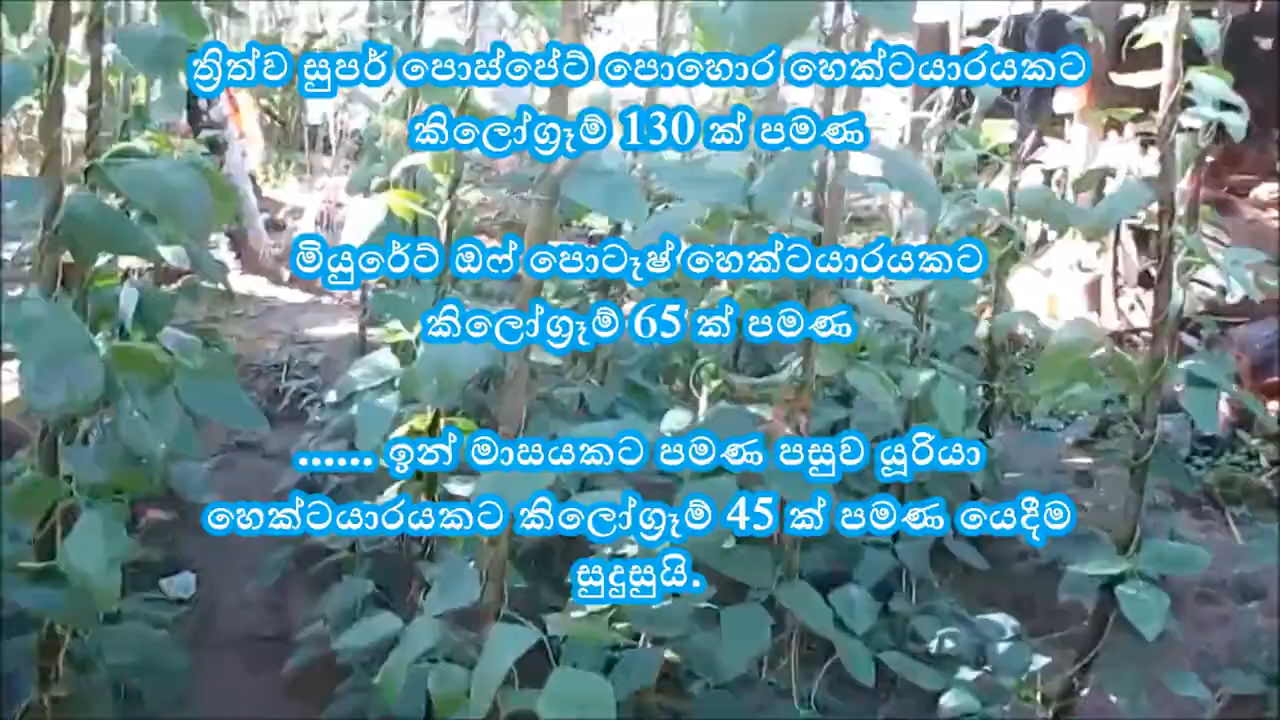 ත්‍රිත්ව සුපර් පොස්පේට් පොහොර හෙක්ටයාරයකට
කිලෝග්‍රෑම් 130 ක් පමණ
මියුරේට් ඔෆ් පොටෑෂ් හෙක්ටයාරයකට
කිලෝග්‍රෑම් 65 ක් පමණ
...... ඉන් මාසයකට පමණ පසුව යූරියා
හෙක්ටයාරයකට කිලෝග්‍රෑම් 45 ක් පමණ යෙදීම
සුදුසුයි.